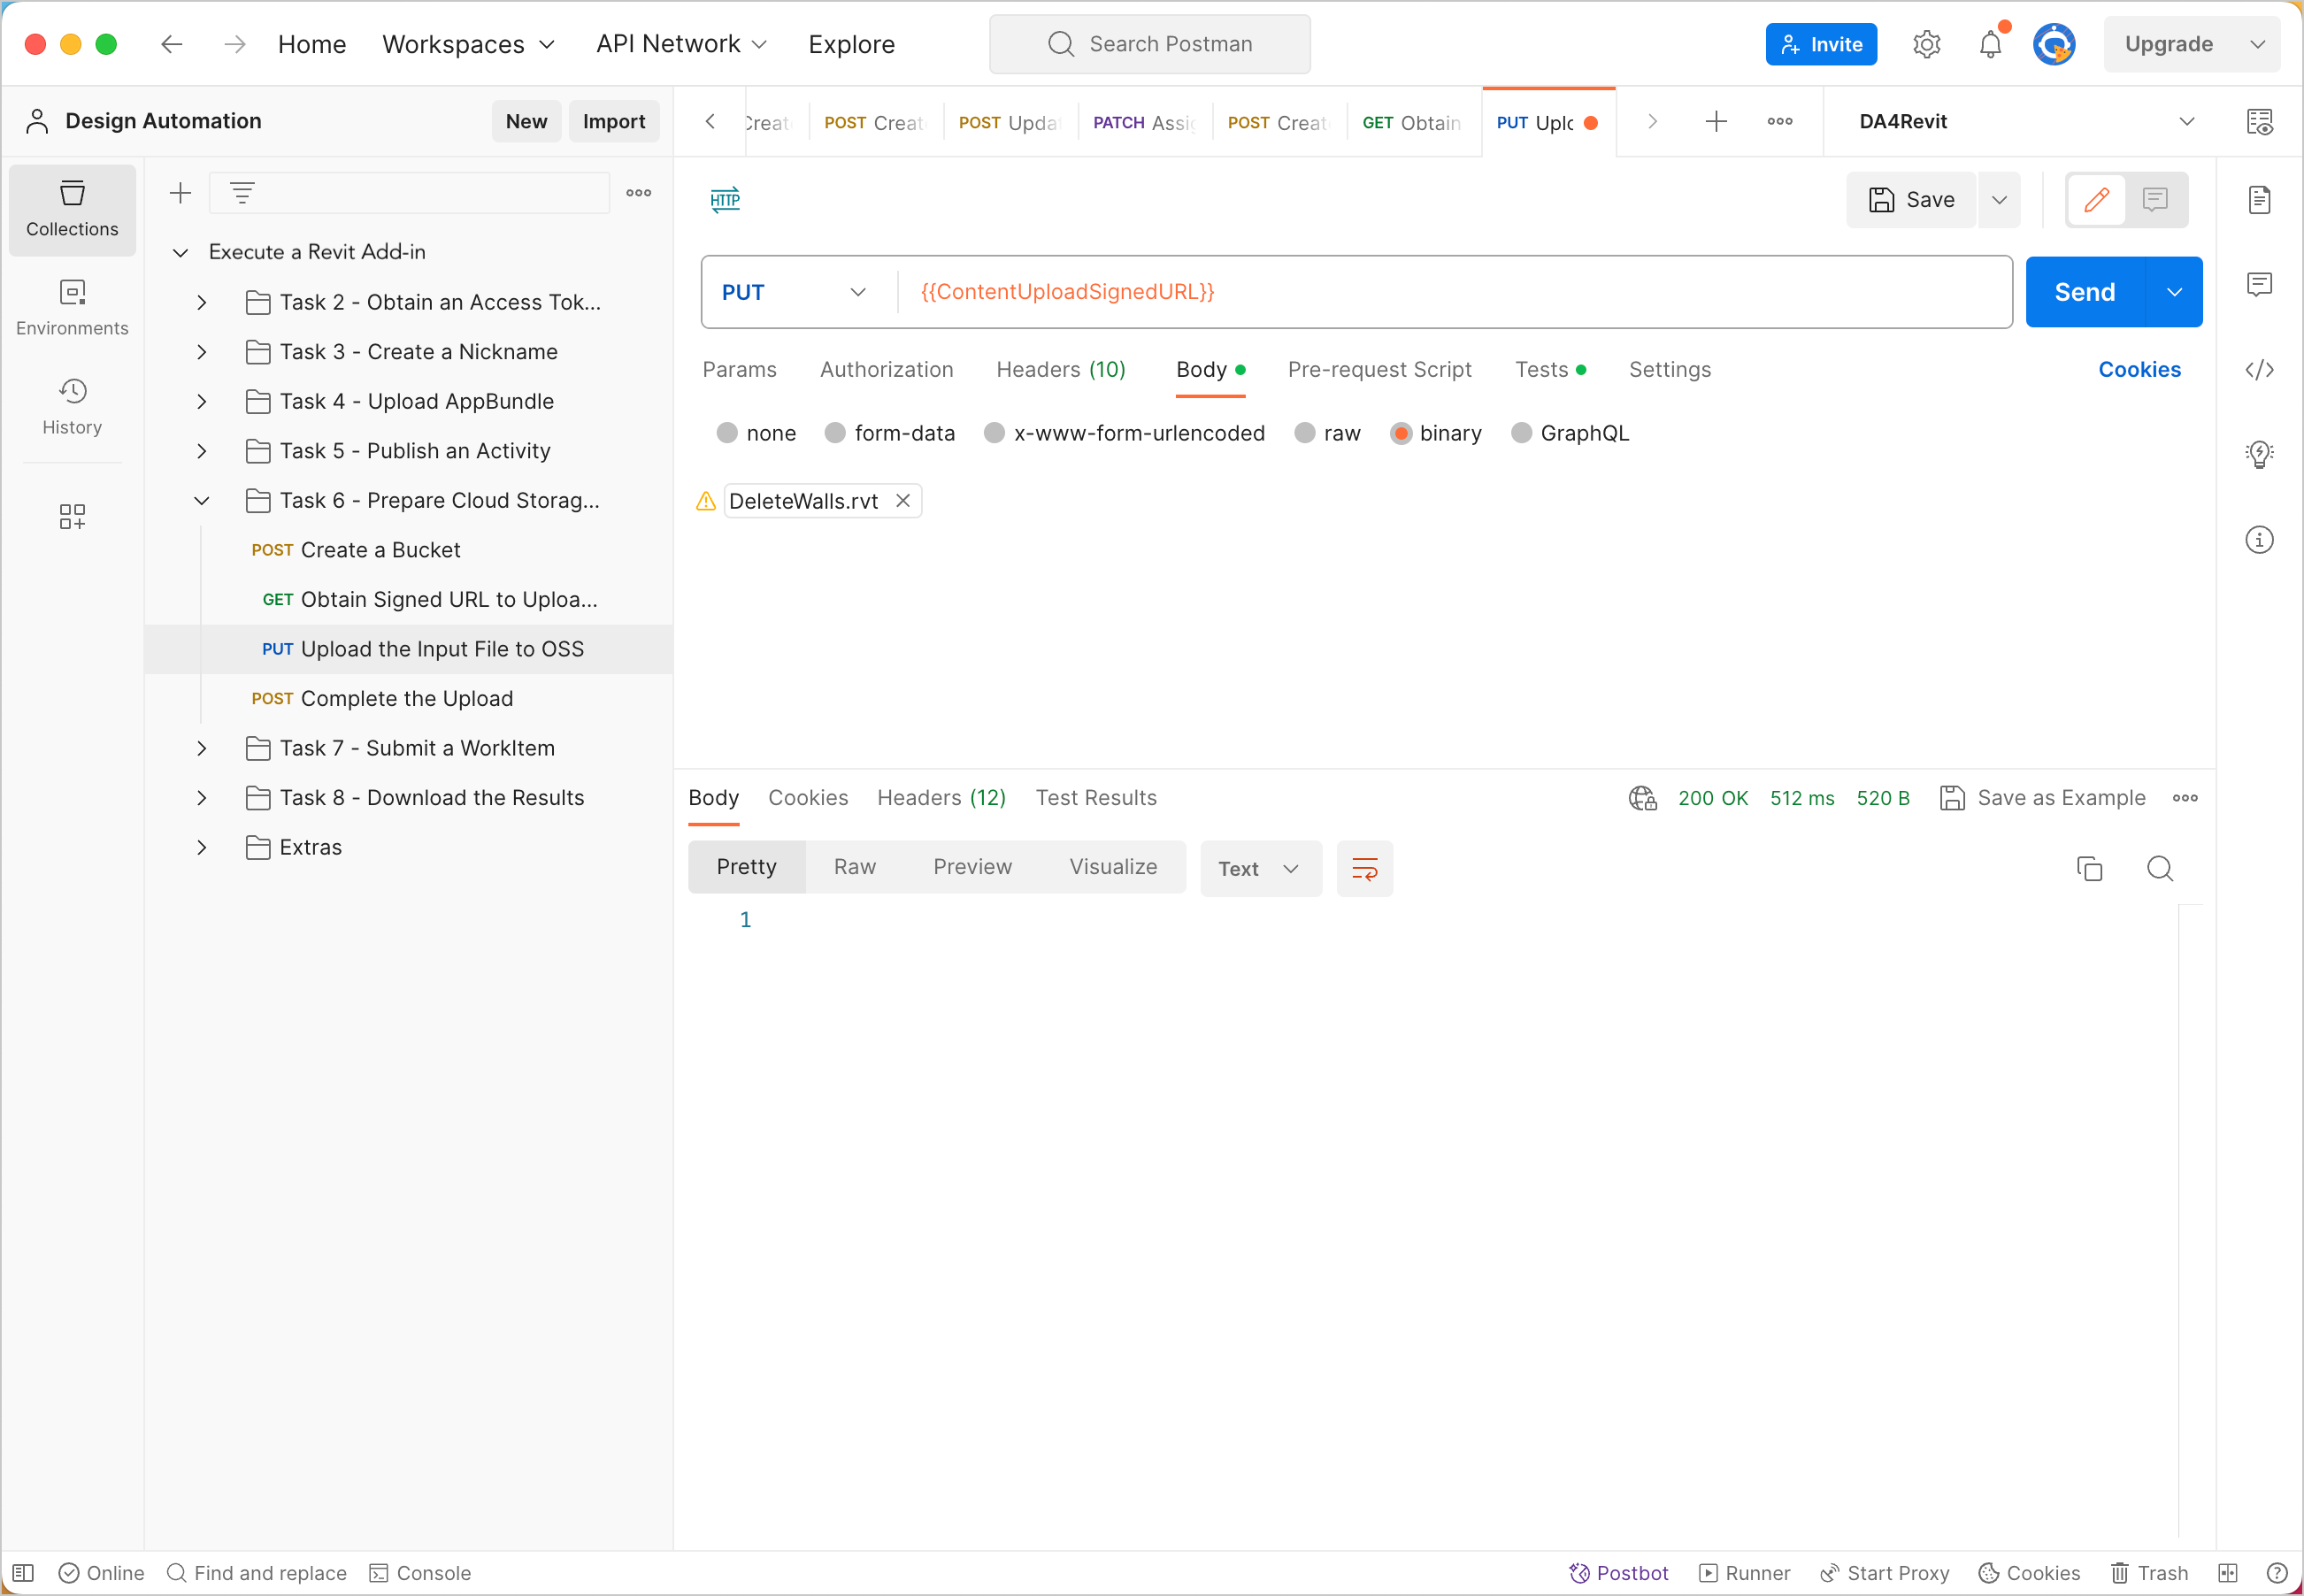 Home Workspaces API Network Explore Search Postman Invite Upgrade
Design Automation New Import
POST Creat POST Upda PATCH Assig POST Creat GET Obtain PUT Uplo DA4Revit
Collections
Environments
History
Execute a Revit Add-in
Task 2 - Obtain an Access Tok...
Task 3 - Create a Nickname
Task 4 - Upload AppBundle
Task 5 - Publish an Activity
Task 6 - Prepare Cloud Storag...
POST Create a Bucket
GET Obtain Signed URL to Uploa...
PUT Upload the Input File to OSS
POST Complete the Upload
Task 7 - Submit a WorkItem
Task 8 - Download the Results
Extras
HTTP Save
PUT {{ContentUploadSignedURL}} Send
Params Authorization Headers (10) Body Pre-request Script Tests Settings Cookies
none form-data x-www-form-urlencoded raw binary GraphQL
DeleteWalls.rvt
Body Cookies Headers (12) Test Results 200 OK 512 ms 520 B Save as Example
Pretty Raw Preview Visualize Text
1
Online Find and replace Console Postbot Runner Start Proxy Cookies Trash